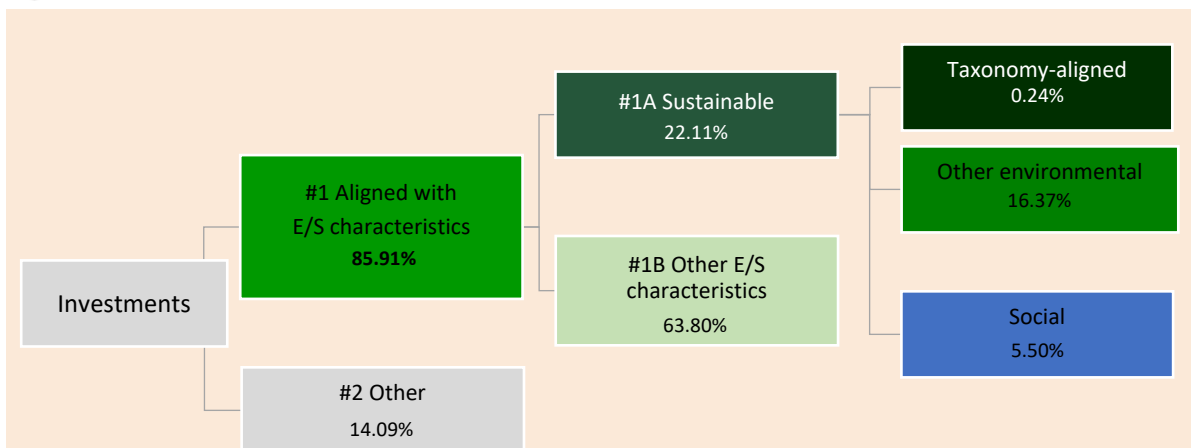 Investments
#1 Aligned with
E/S characteristics
85.91%
#2 Other
14.09%
#1A Sustainable
22.11%
#1B Other E/S
characteristics
63.80%
Taxonomy-aligned
0.24%
Other environmental
16.37%
Social
5.50%